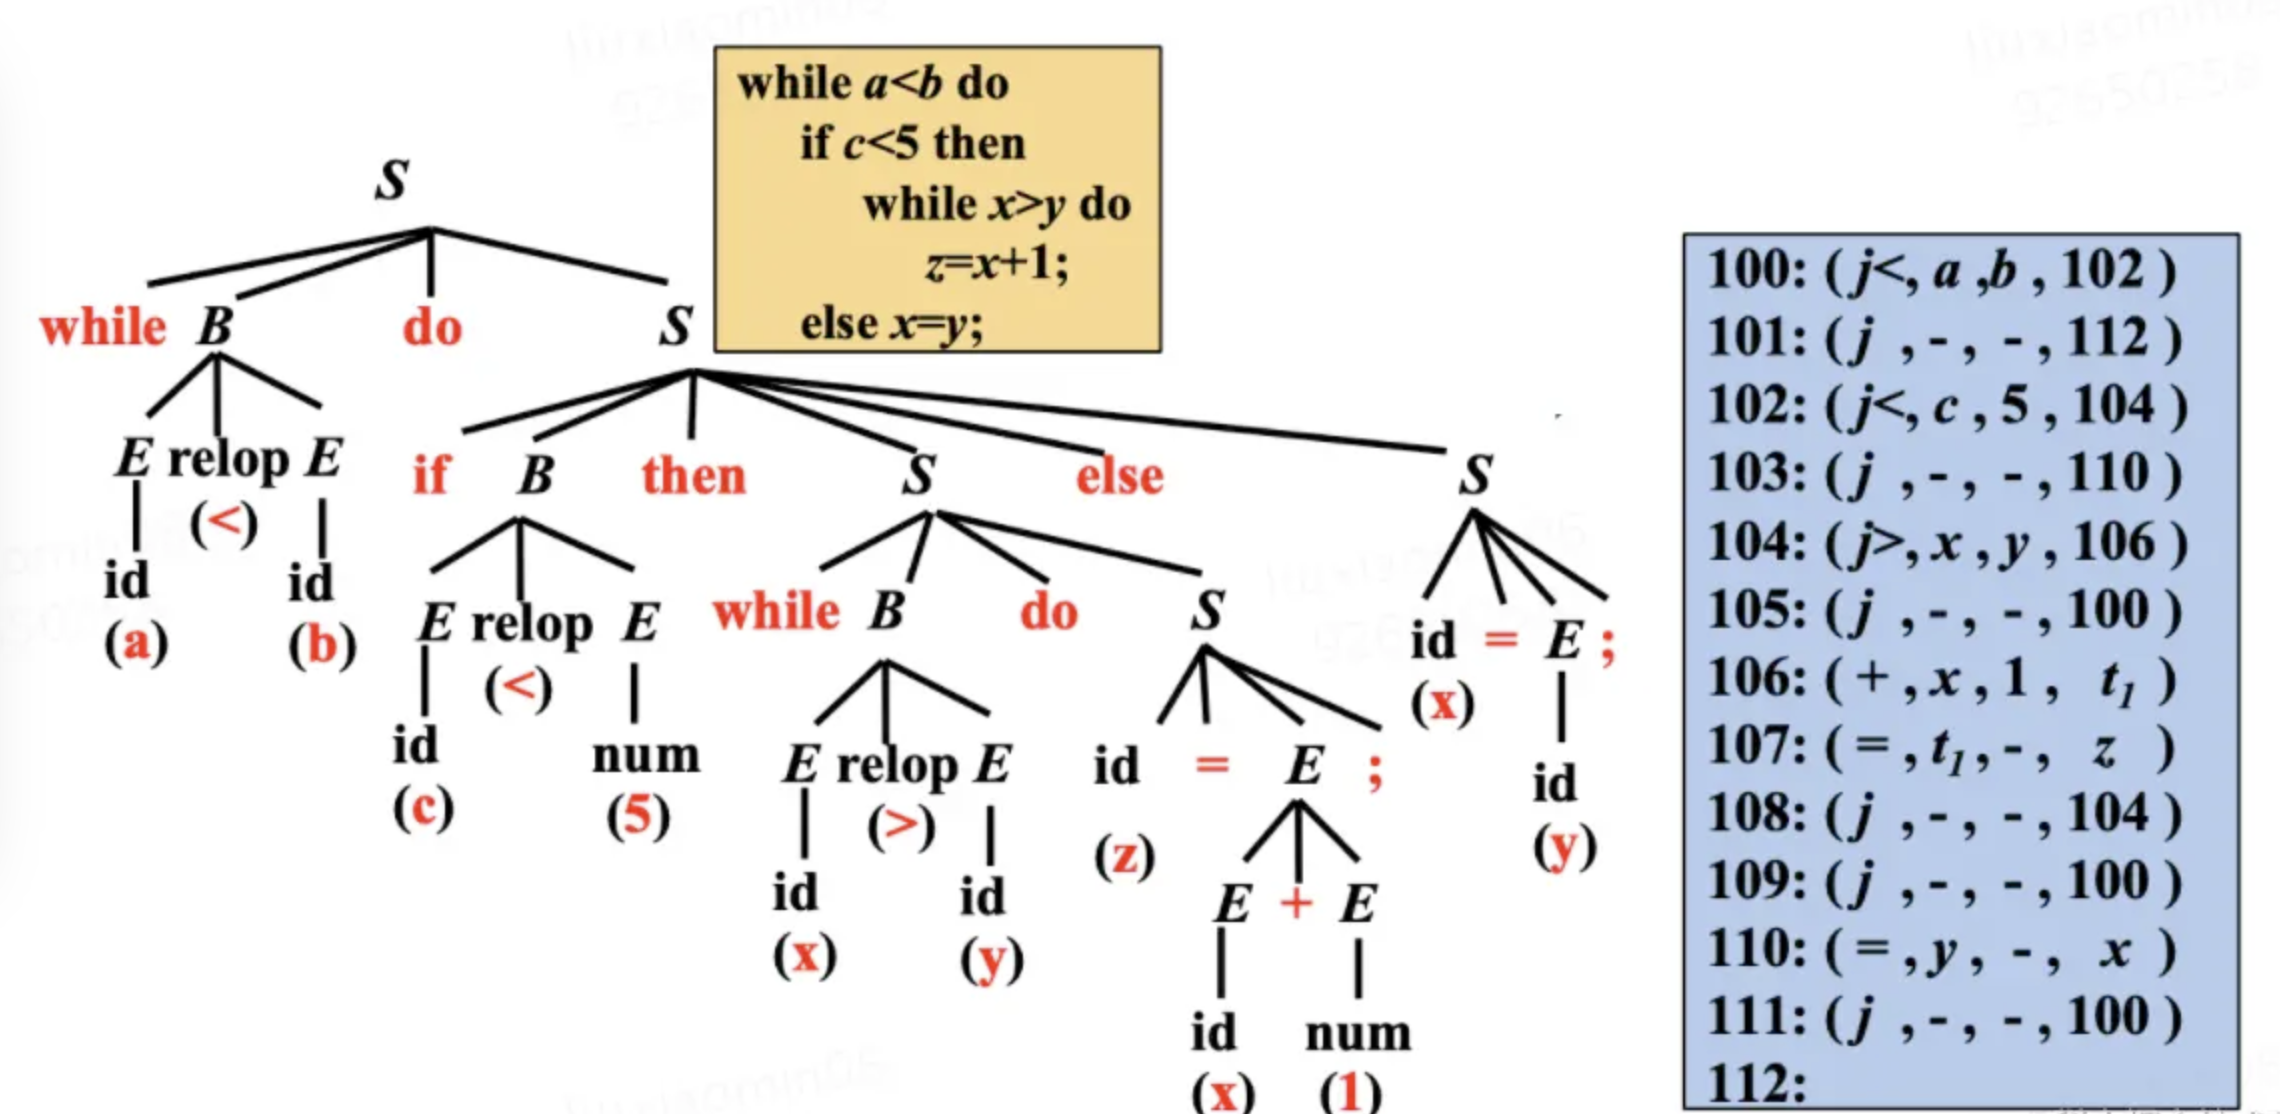 while a<b do
if c<5 then
while x>y do
z=x+1;
else x=y;
S
while B do S
E relop E
(<)
id id
(a) (b)
if B then S else S
E relop E
(<)
id num
(c) (5)
while B do S
id = E ;
(x)
id
(y)
E relop E
(>)
id id
(x) (y)
id = E ;
(z)
E + E
id num
(x) (1)
100: ( j<, a ,b , 102 )
101: ( j , - , - , 112 )
102: ( j<, c , 5 , 104 )
103: ( j , - , - , 110 )
104: ( j>, x , y , 106 )
105: ( j , - , - , 100 )
106: ( + , x , 1 , t1 )
107: ( = , t1 , - , z )
108: ( j , - , - , 104 )
109: ( j , - , - , 100 )
110: ( = , y , - , x )
111: ( j , - , - , 100 )
112: